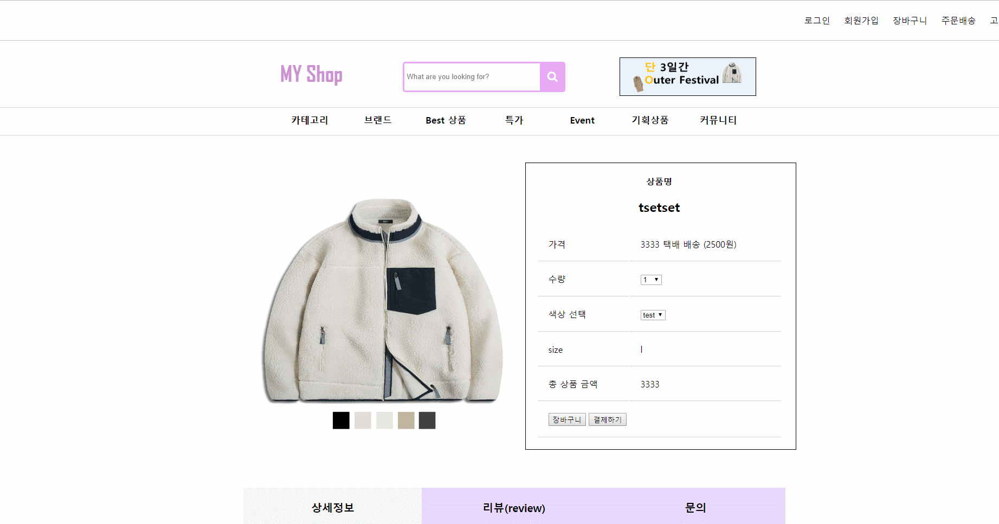 로그인 회원가입 장바구니 주문배송 고
MY Shop
What are you looking for?
단 3일간
Outer Festival
카테고리 브랜드 Best 상품 특가 Event 기획상품 커뮤니티
상품명
tsetset
가격 3333 택배 배송 (2500원)
수량 1
색상 선택 test
size l
총 상품 금액 3333
장바구니 결제하기
상세정보 리뷰(review) 문의